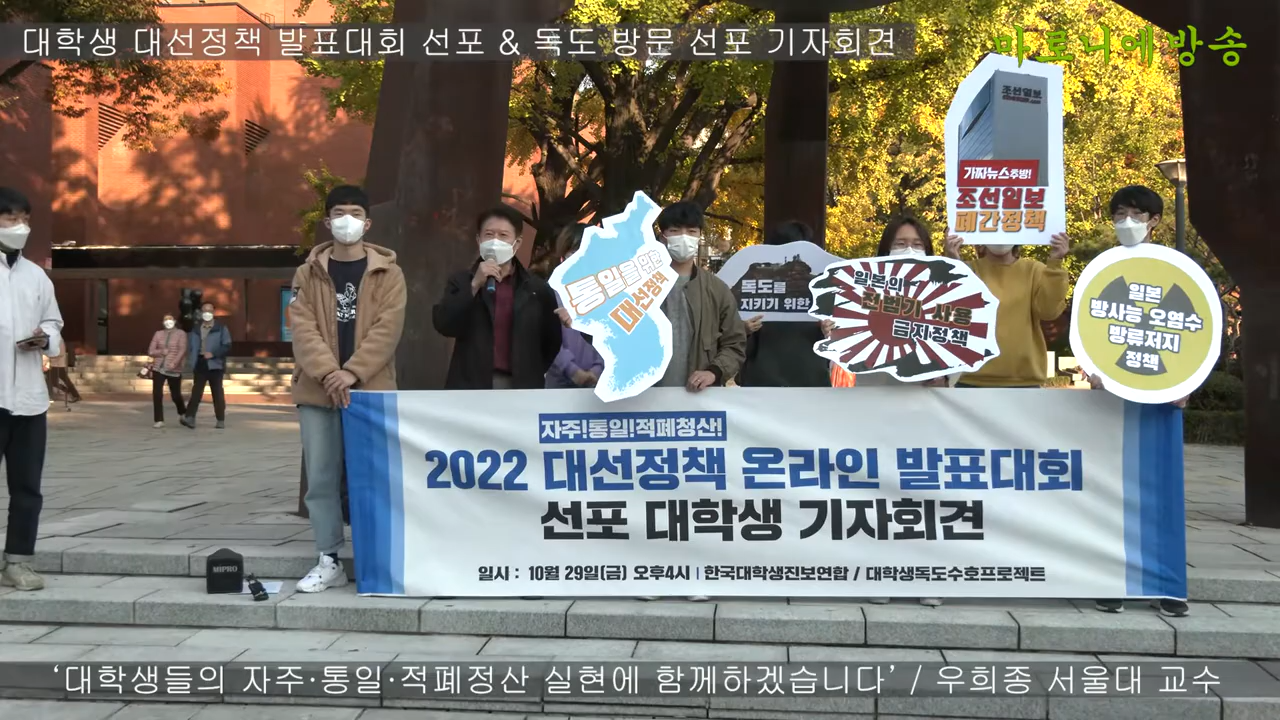 대학생 대선정책 발표대회 선포 & 독도 방문 선포 기자회견
마로니에방송
조선일보
가짜뉴스추방!
조선일보
폐간정책
통일을 위한
대선정책
독도를
지키기 위한
일본의
전범기 사용
금지정책
일본
방사능 오염수
방류저지
정책
자주!통일!적폐청산!
2022 대선정책 온라인 발표대회
선포 대학생 기자회견
일시 : 10월 29일(금) 오후4시 | 한국대학생진보연합 / 대학생독도수호프로젝트
MIPRO
‘대학생들의 자주·통일·적폐정산 실현에 함께하겠습니다’ / 우희종 서울대 교수